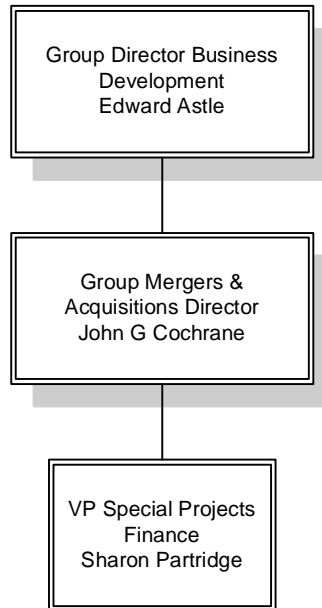 Group Director Business
Development
Edward Astle
Group Mergers &
Acquisitions Director
John G Cochrane
VP Special Projects
Finance
Sharon Partridge